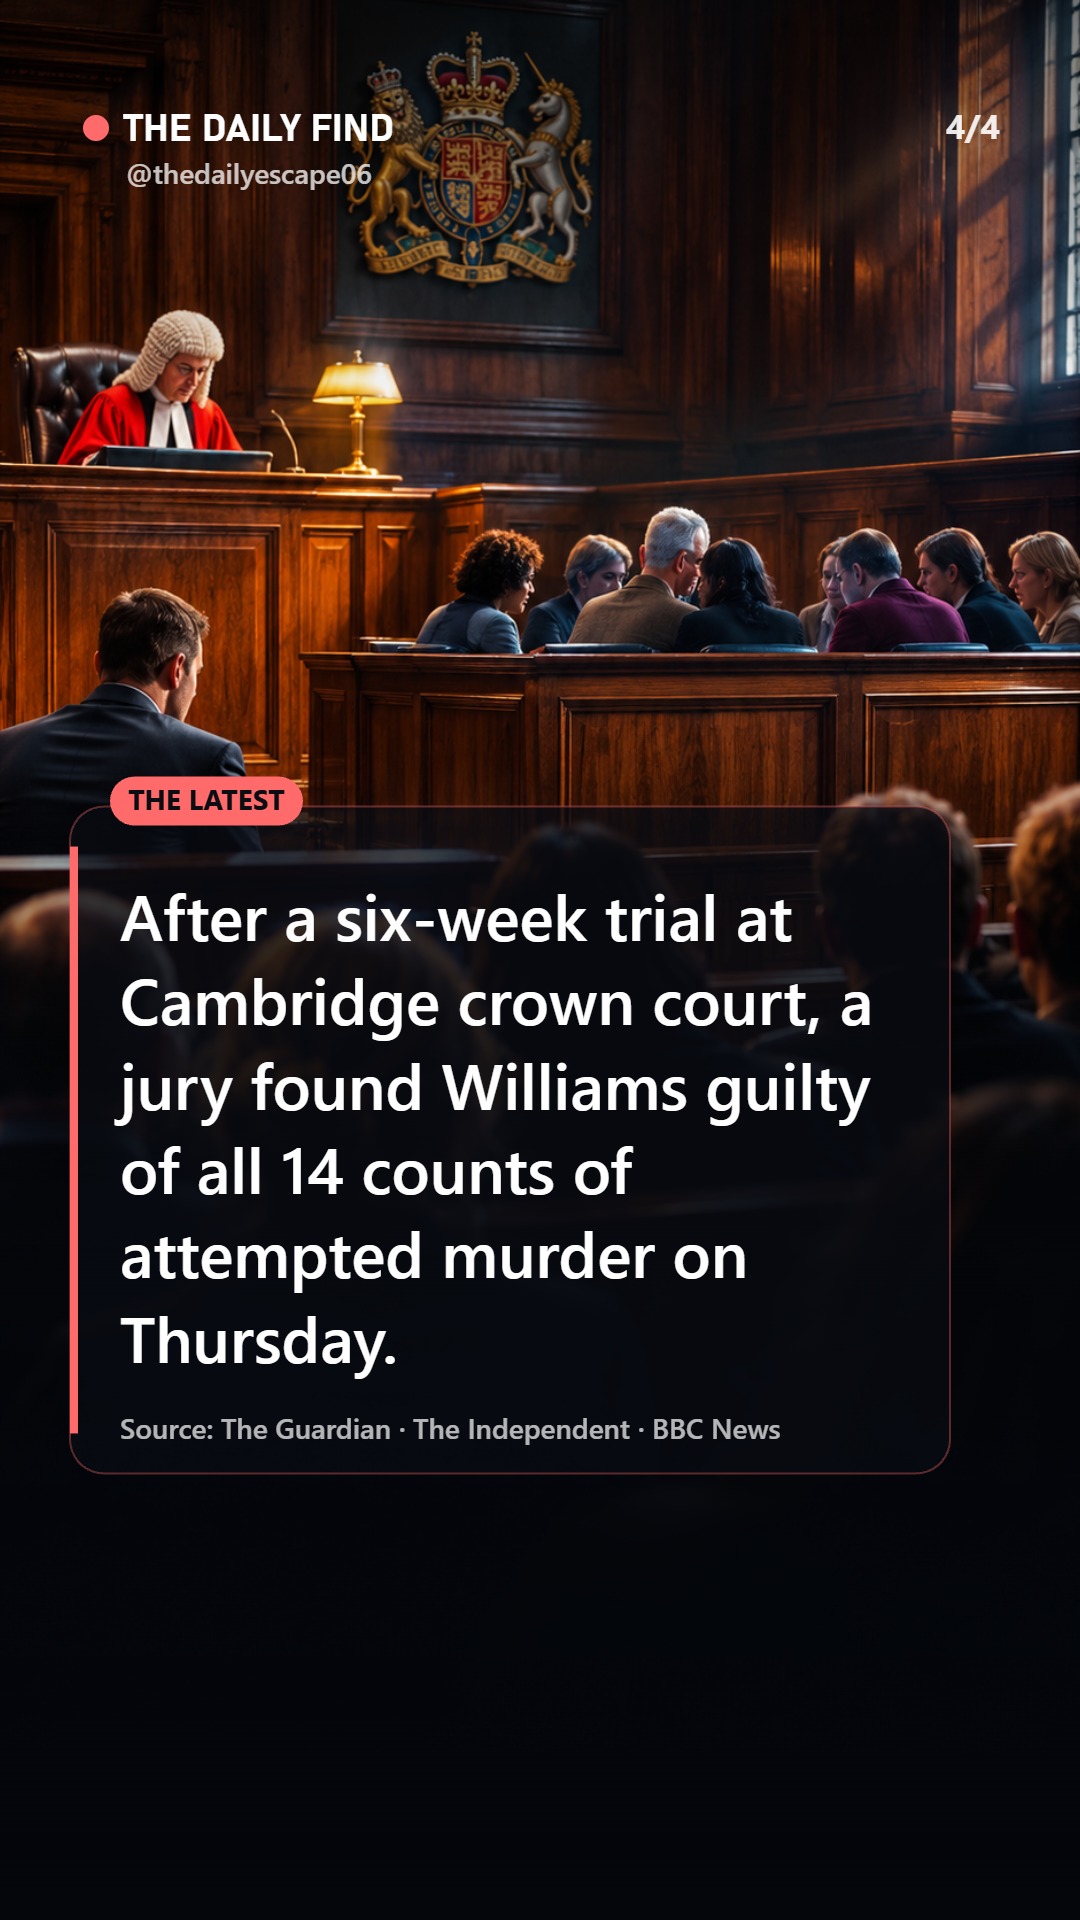 THE DAILY FIND
@thedailyescape06
4/4
THE LATEST
After a six-week trial at
Cambridge crown court, a
jury found Williams guilty
of all 14 counts of
attempted murder on
Thursday.
Source: The Guardian · The Independent · BBC News